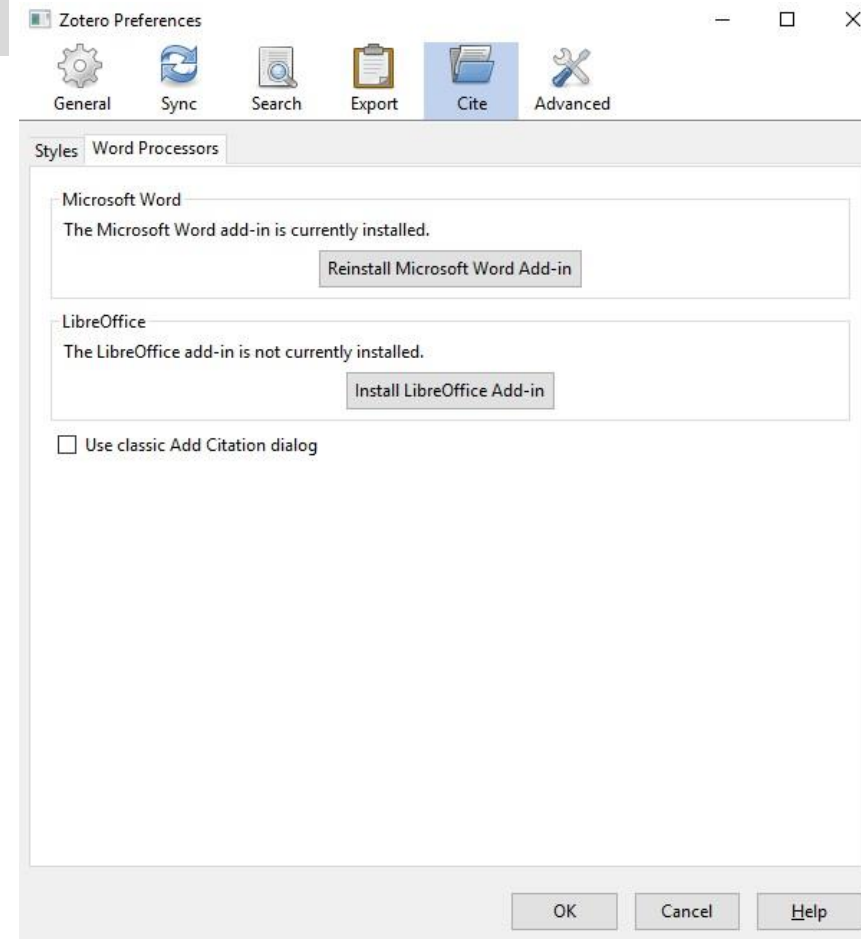 Zotero Preferences
General Sync Search Export Cite Advanced
Styles Word Processors
Microsoft Word
The Microsoft Word add-in is currently installed.
Reinstall Microsoft Word Add-in
LibreOffice
The LibreOffice add-in is not currently installed.
Install LibreOffice Add-in
Use classic Add Citation dialog
OK Cancel Help